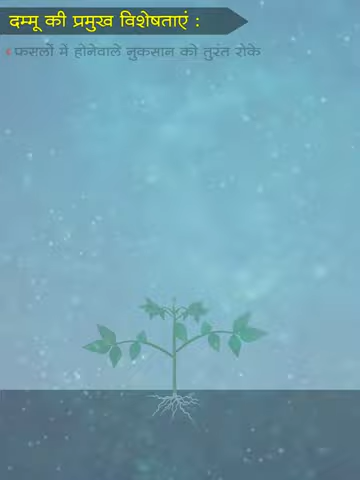 दम्मू की प्रमुख विशेषताएं :
फसलों में होनेवाले नुकसान को तुरंत रोके